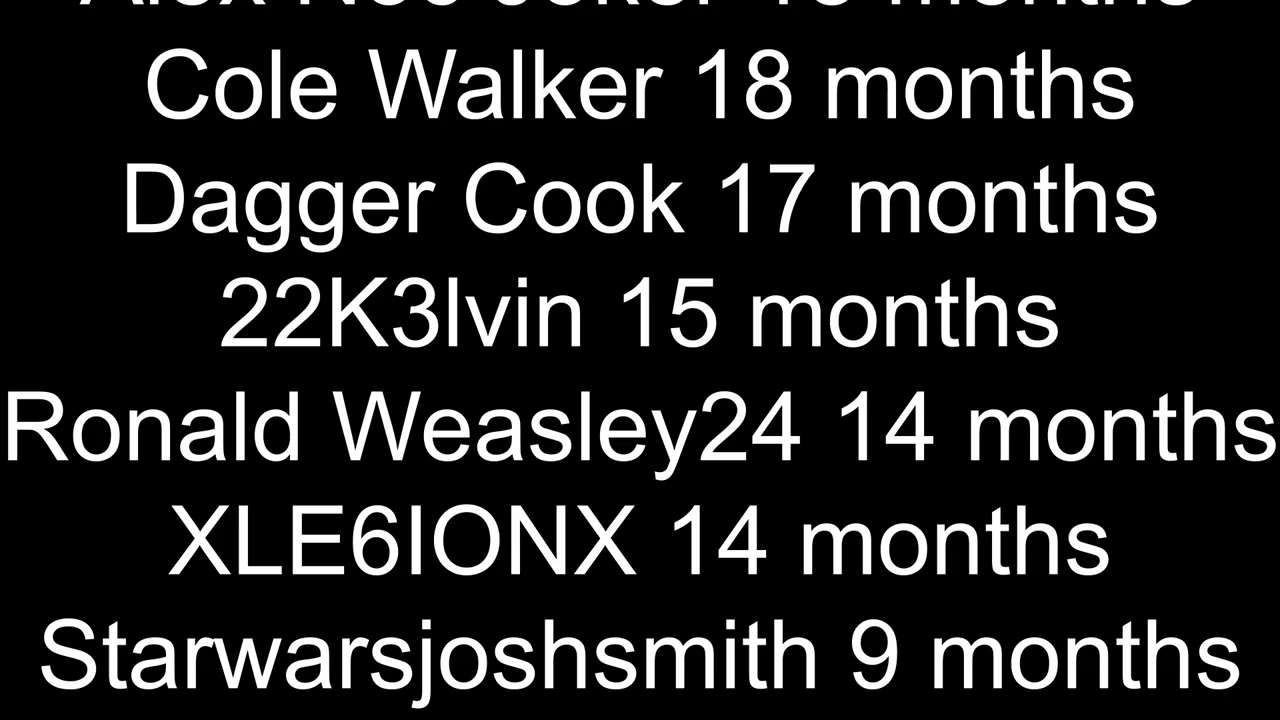 Cole Walker 18 months
Dagger Cook 17 months
22K3lvin 15 months
Ronald Weasley24 14 months
XLE6IONX 14 months
Starwarsjoshsmith 9 months